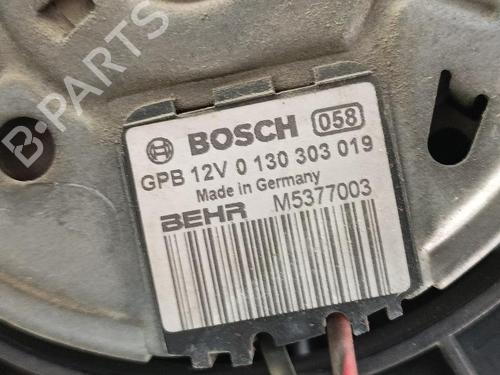 B-PARTS
BOSCH 058
GPB 12V 0 130 303 019
Made in Germany
BEHR M5377003